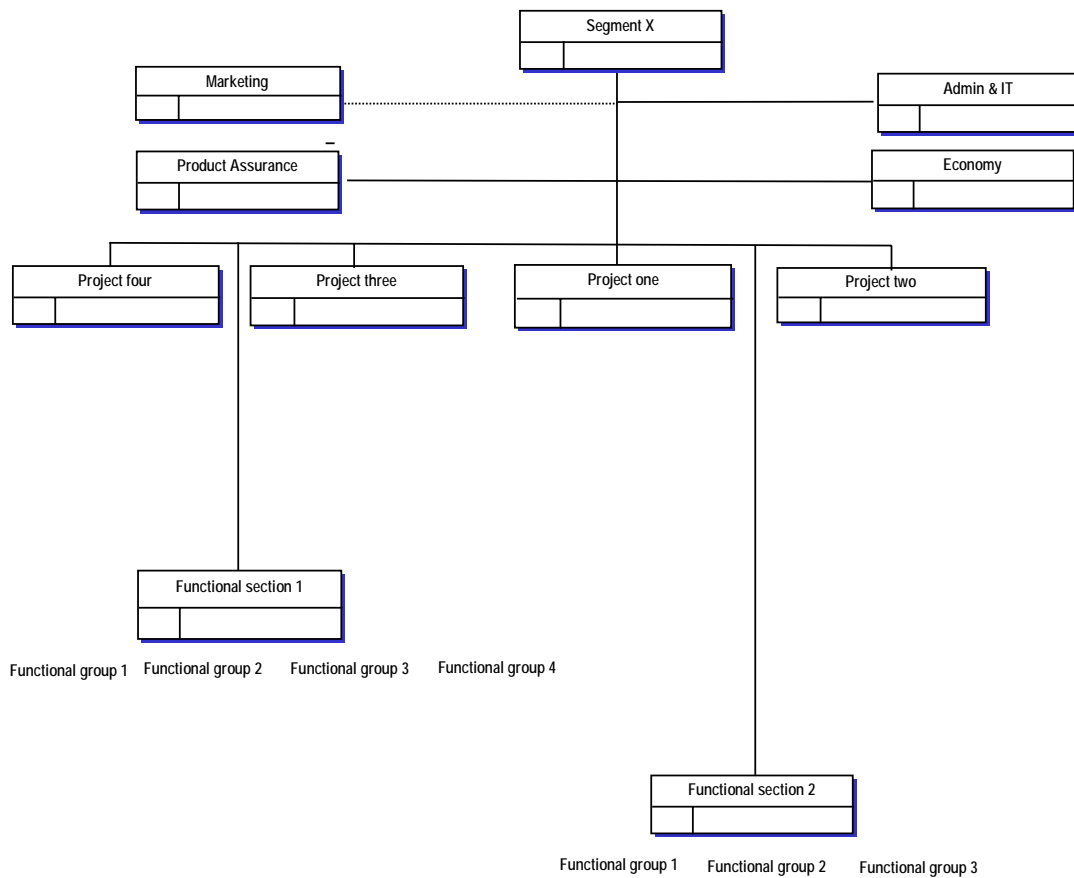 Segment X
Marketing
Admin & IT
Product Assurance
Economy
Project four
Project three
Project one
Project two
Functional section 1
Functional group 1
Functional group 2
Functional group 3
Functional group 4
Functional section 2
Functional group 1
Functional group 2
Functional group 3